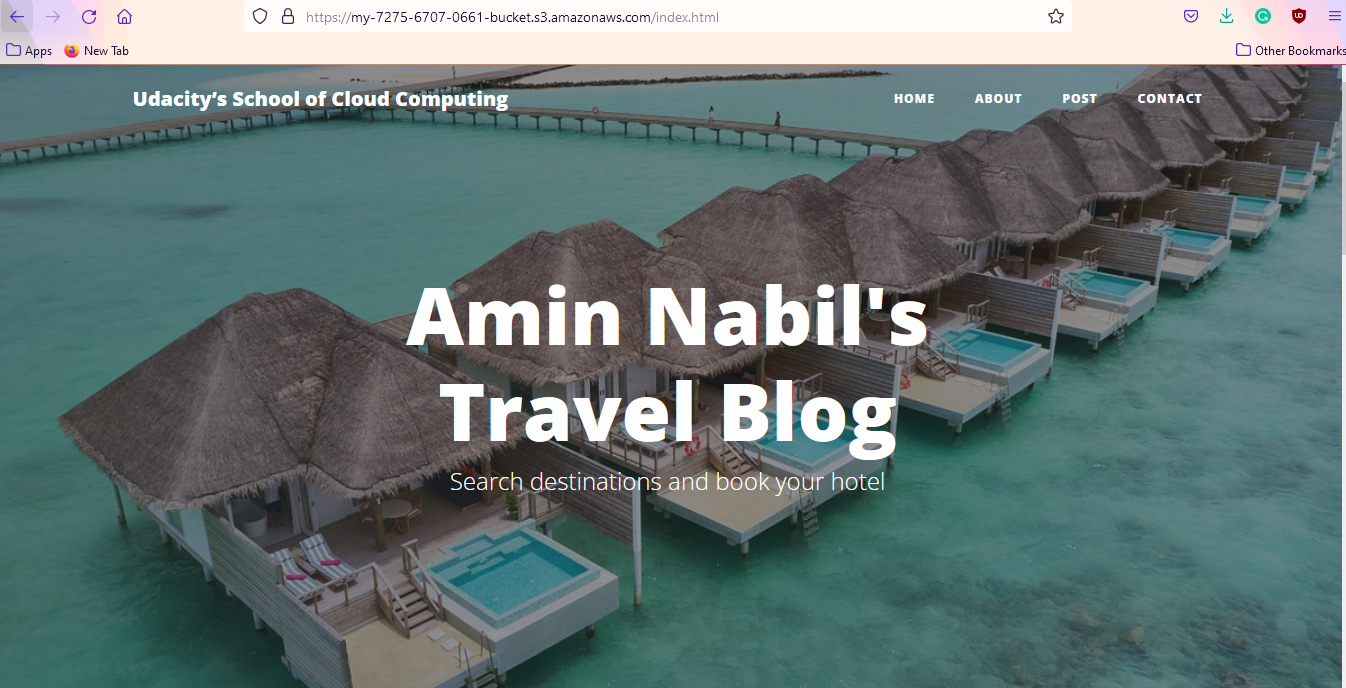 https://my-7275-6707-0661-bucket.s3.amazonaws.com/index.html
Apps New Tab Other Bookmarks
Udacity’s School of Cloud Computing HOME ABOUT POST CONTACT
Amin Nabil's
Travel Blog
Search destinations and book your hotel